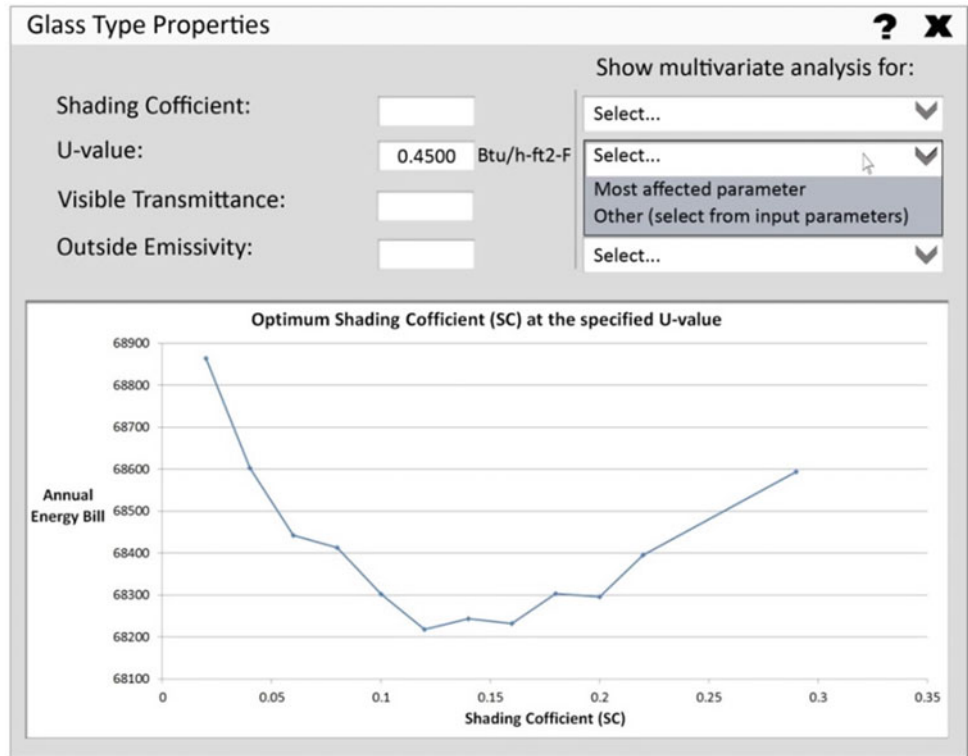 Glass Type Properties
? X
Show multivariate analysis for:
Shading Cofficient:
Select...
U-value:
0.4500 Btu/h-ft2-F
Select...
Most affected parameter
Other (select from input parameters)
Visible Transmittance:
Outside Emissivity:
Select...
Optimum Shading Coefficient (SC) at the specified U-value
68900
68800
68700
68600
68500
68400
68300
68200
68100
Annual
Energy Bill
0 0.05 0.1 0.15 0.2 0.25 0.3 0.35
Shading Cofficient (SC)